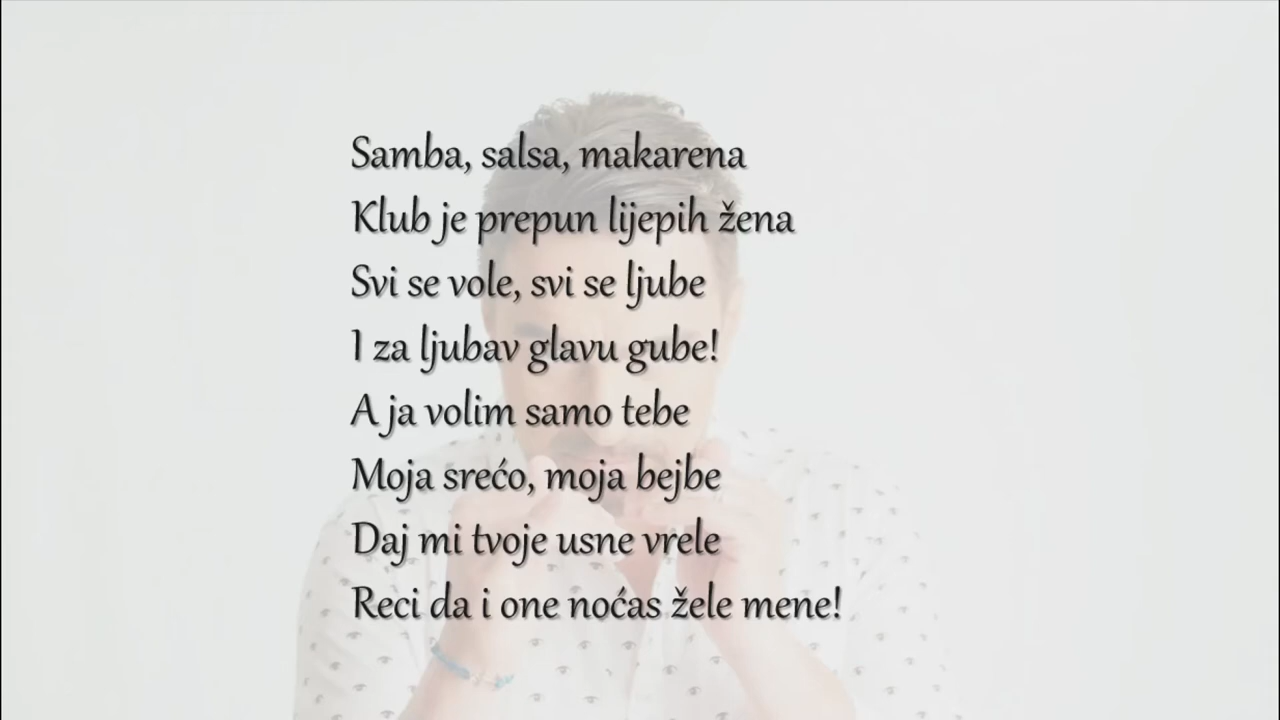 Samba, salsa, makarena
Klub je prepun lijepih žena
Svi se vole, svi se ljube
I za ljubav glavu gube!
A ja volim samo tebe
Moja srećo, moja bejbe
Daj mi tvoje usne vrele
Reci da i one noćas žele mene!